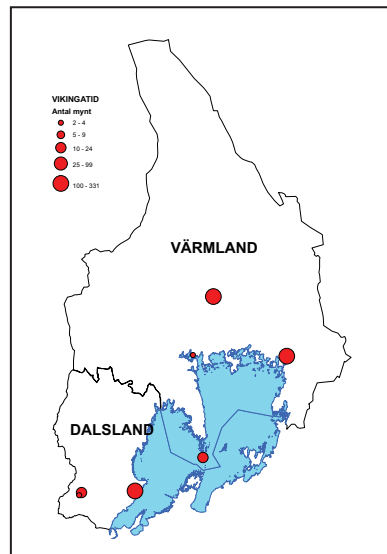 VIKINGATID
Antal mynt
2 - 4
5 - 9
10 - 24
25 - 99
100 - 331
VÄRMLAND
DALSLAND